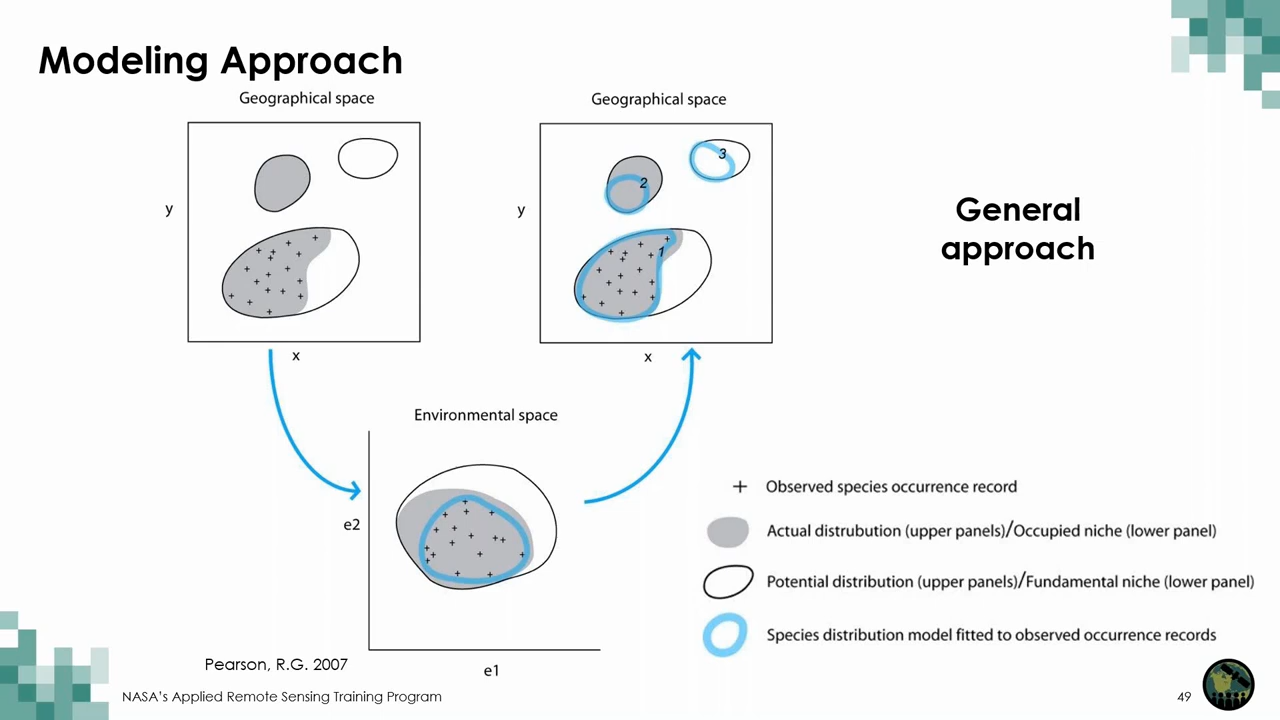 Modeling Approach
Geographical space
y
x
Geographical space
3
2
1
y
x
General
approach
Environmental space
e2
e1
+ Observed species occurrence record
Actual distrubution (upper panels)/Occupied niche (lower panel)
Potential distribution (upper panels)/Fundamental niche (lower panel)
Species distribution model fitted to observed occurrence records
Pearson, R.G. 2007
NASA's Applied Remote Sensing Training Program
49